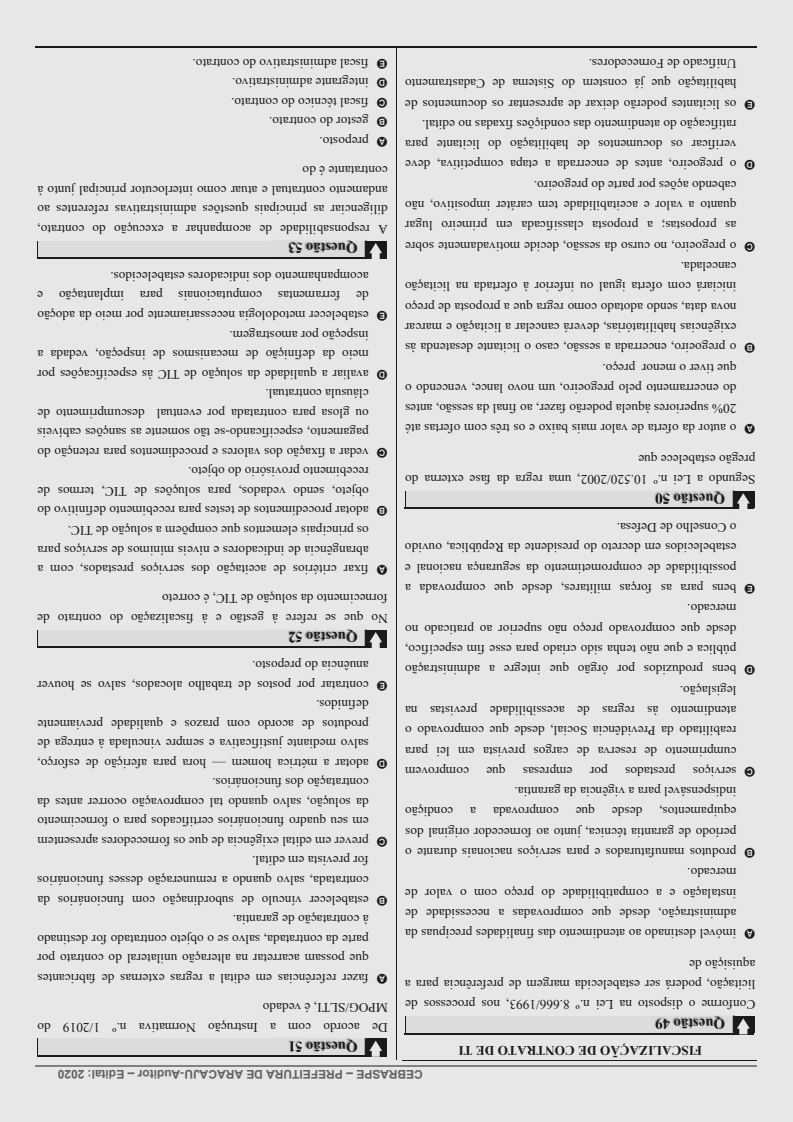 CEBRASPE – PREFEITURA DE ARACAJU-Auditor – Edital: 2020
FISCALIZAÇÃO DE CONTRATO DE TI
Questão 49
Conforme o disposto na Lei n.º 8.666/1993, nos processos de
licitação, poderá ser estabelecida margem de preferência para a
aquisição de
A imóvel destinado ao atendimento das finalidades precípuas da
administração, desde que comprovadas a necessidade de
instalação e a compatibilidade do preço com o valor de
mercado.
B produtos manufaturados e para serviços nacionais durante o
período de garantia técnica, junto ao fornecedor original dos
equipamentos, desde que comprovada a condição
indispensável para a vigência da garantia.
C serviços prestados por empresas que comprovem
cumprimento de reserva de cargos prevista em lei para
reabilitado da Previdência Social, desde que comprovado o
atendimento às regras de acessibilidade previstas na
legislação.
D bens produzidos por órgão que integre a administração
pública e que não tenha sido criado para esse fim específico,
desde que comprovado preço não superior ao praticado no
mercado.
E bens para as forças militares, desde que comprovada a
possibilidade de comprometimento da segurança nacional e
estabelecidos em decreto do presidente da República, ouvido
o Conselho de Defesa.
Questão 50
Segundo a Lei n.º 10.520/2002, uma regra da fase externa do
pregão estabelece que
A o autor da oferta de valor mais baixo e os três com ofertas até
20% superiores àquela poderão fazer, ao final da sessão, antes
do encerramento pelo pregoeiro, um novo lance, vencendo o
que tiver o menor preço.
B o pregoeiro, encerrada a sessão, caso o licitante desatenda às
exigências habilitatórias, deverá cancelar a licitação e marcar
nova data, sendo adotado como regra que a proposta de preço
iniciará com oferta igual ou inferior à ofertada na licitação
cancelada.
C o pregoeiro, no curso da sessão, decide motivadamente sobre
as propostas; a proposta classificada em primeiro lugar
quanto a valor e aceitabilidade tem caráter impositivo, não
cabendo ações por parte do pregoeiro.
D o pregoeiro, antes de encerrada a etapa competitiva, deve
verificar os documentos de habilitação do licitante para
ratificação do atendimento das condições fixadas no edital.
E os licitantes poderão deixar de apresentar os documentos de
habilitação que já constem do Sistema de Cadastramento
Unificado de Fornecedores.
Questão 51
De acordo com a Instrução Normativa n.º 1/2019 do
MPOG/SLTI, é vedado
A fazer referências em edital a regras externas de fabricantes
que possam acarretar na alteração unilateral do contrato por
parte da contratada, salvo se o objeto contratado for destinado
à contratação de garantia.
B estabelecer vínculo de subordinação com funcionários da
contratada, salvo quando a remuneração desses funcionários
for prevista em edital.
C prever em edital exigência de que os fornecedores apresentem
em seu quadro funcionários certificados para o fornecimento
da solução, salvo quando tal comprovação ocorrer antes da
contratação dos funcionários.
D adotar a métrica homem — hora para aferição de esforço,
salvo mediante justificativa e sempre vinculada à entrega de
produtos de acordo com prazos e qualidade previamente
definidos.
E contratar por postos de trabalho alocados, salvo se houver
anuência do preposto.
Questão 52
No que se refere à gestão e à fiscalização do contrato de
fornecimento da solução de TIC, é correto
A fixar critérios de aceitação dos serviços prestados, com a
abrangência de indicadores e níveis mínimos de serviços para
os principais elementos que compõem a solução de TIC.
B adotar procedimentos de testes para recebimento definitivo do
objeto, sendo vedados, para soluções de TIC, termos de
recebimento provisório do objeto.
C vedar a fixação dos valores e procedimentos para retenção do
pagamento, especificando-se tão somente as sanções cabíveis
ou glosa para contratada por eventual descumprimento de
cláusula contratual.
D avaliar a qualidade da solução de TIC às especificações por
meio da definição de mecanismos de inspeção, vedada a
inspeção por amostragem.
E estabelecer metodologia necessariamente por meio da adoção
de ferramentas computacionais para implantação e
acompanhamento dos indicadores estabelecidos.
Questão 53
A responsabilidade de acompanhar a execução do contrato,
diligenciar as principais questões administrativas referentes ao
andamento contratual e atuar como interlocutor principal junto à
contratante é do
A preposto.
B gestor do contrato.
C fiscal técnico do contrato.
D integrante administrativo.
E fiscal administrativo do contrato.